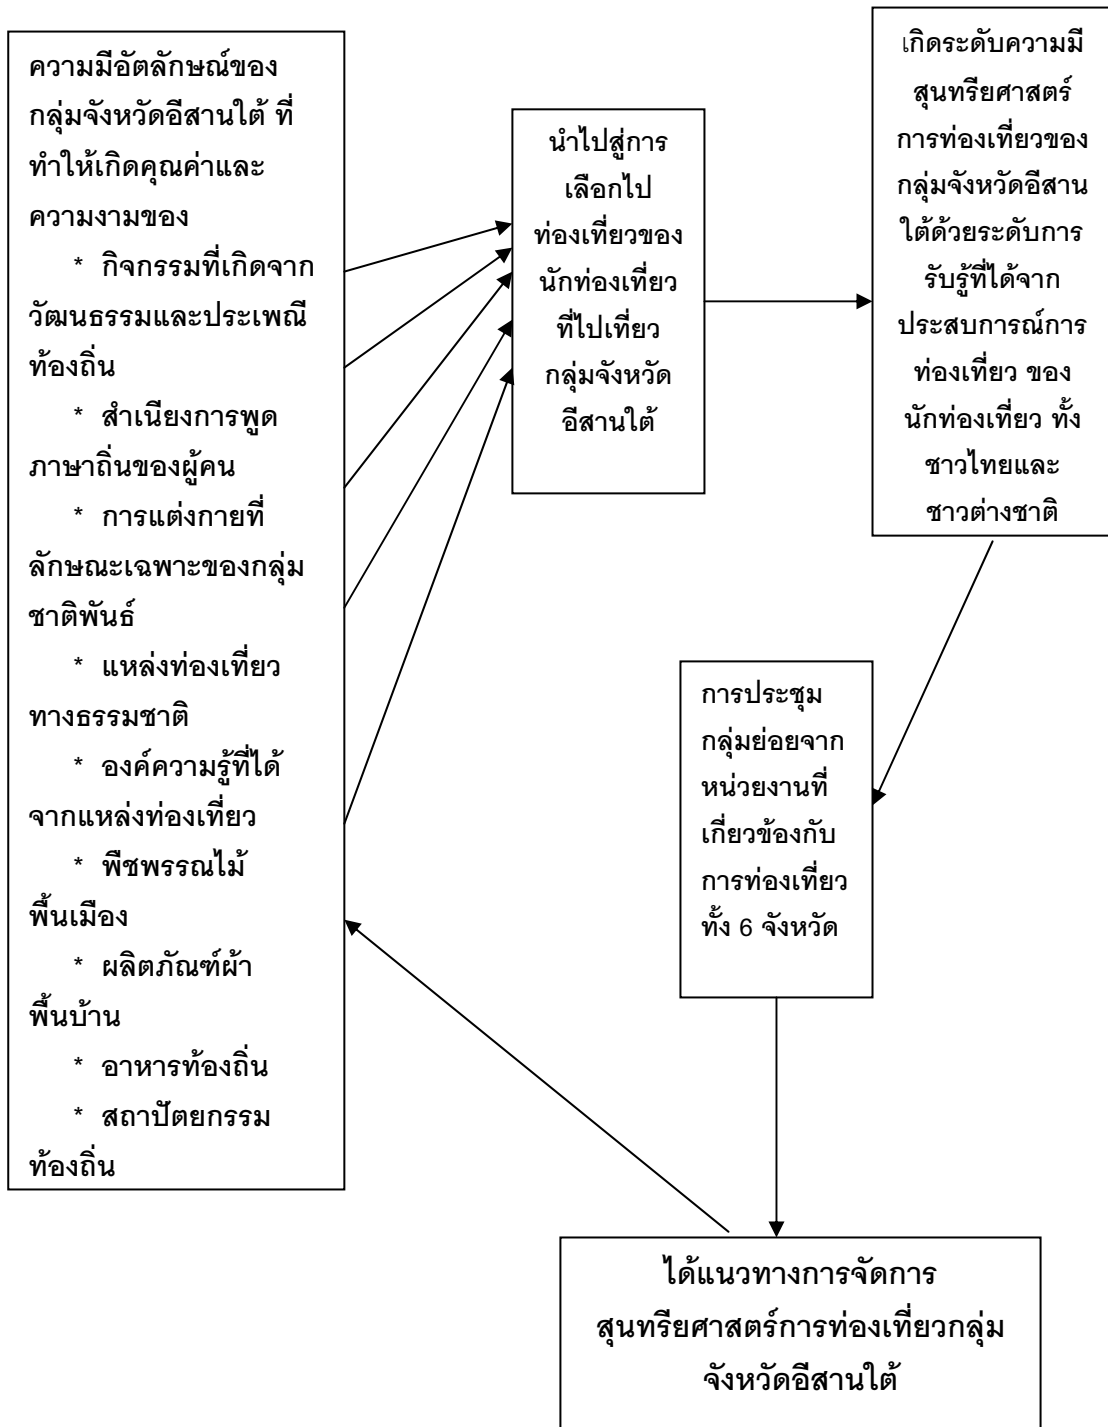 ความมีอัตลักษณ์ของ
กลุ่มจังหวัดอีสานใต้ ที่
ทำให้เกิดคุณค่าและ
ความงามของ
* กิจกรรมที่เกิดจาก
วัฒนธรรมและประเพณี
ท้องถิ่น
* สำเนียงการพูด
ภาษาถิ่นของผู้คน
* การแต่งกายที่
ลักษณะเฉพาะของกลุ่ม
ชาติพันธ์
* แหล่งท่องเที่ยว
ทางธรรมชาติ
* องค์ความรู้ที่ได้
จากแหล่งท่องเที่ยว
* พืชพรรณไม้
พื้นเมือง
* ผลิตภัณฑ์ผ้า
พื้นบ้าน
* อาหารท้องถิ่น
* สถาปัตยกรรม
ท้องถิ่น
นำไปสู่การ
เลือกไป
ท่องเที่ยวของ
นักท่องเที่ยว
ที่ไปเที่ยว
กลุ่มจังหวัด
อีสานใต้
เกิดระดับความมี
สุนทรียศาสตร์
การท่องเที่ยวของ
กลุ่มจังหวัดอีสาน
ใต้ด้วยระดับการ
รับรู้ที่ได้จาก
ประสบการณ์การ
ท่องเที่ยว ของ
นักท่องเที่ยว ทั้ง
ชาวไทยและ
ชาวต่างชาติ
การประชุม
กลุ่มย่อยจาก
หน่วยงานที่
เกี่ยวข้องกับ
การท่องเที่ยว
ทั้ง 6 จังหวัด
ได้แนวทางการจัดการ
สุนทรียศาสตร์การท่องเที่ยวกลุ่ม
จังหวัดอีสานใต้